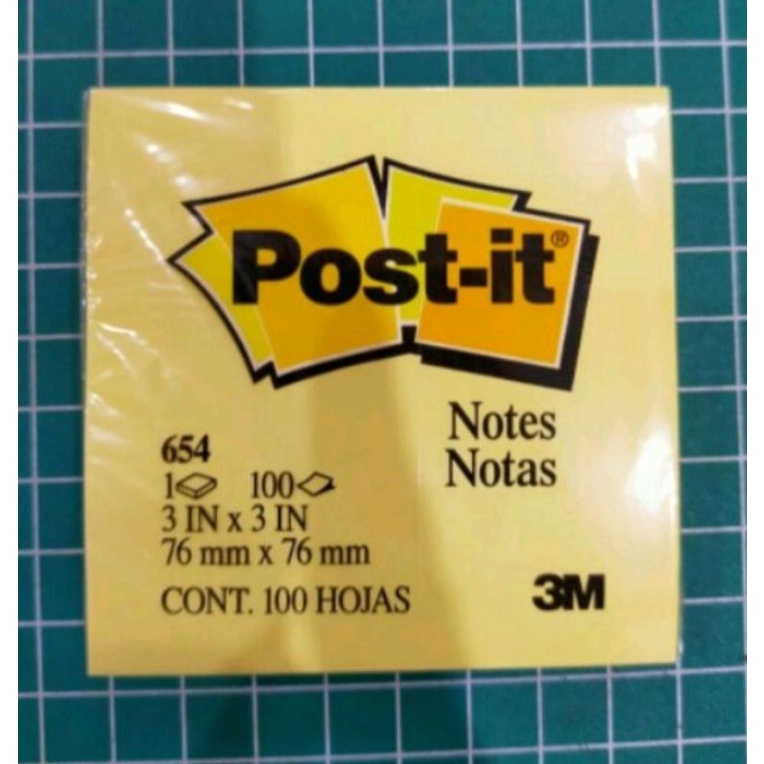 Post-it®
Notes
Notas
654
1 100
3 IN x 3 IN
76 mm x 76 mm
CONT. 100 HOJAS
3M